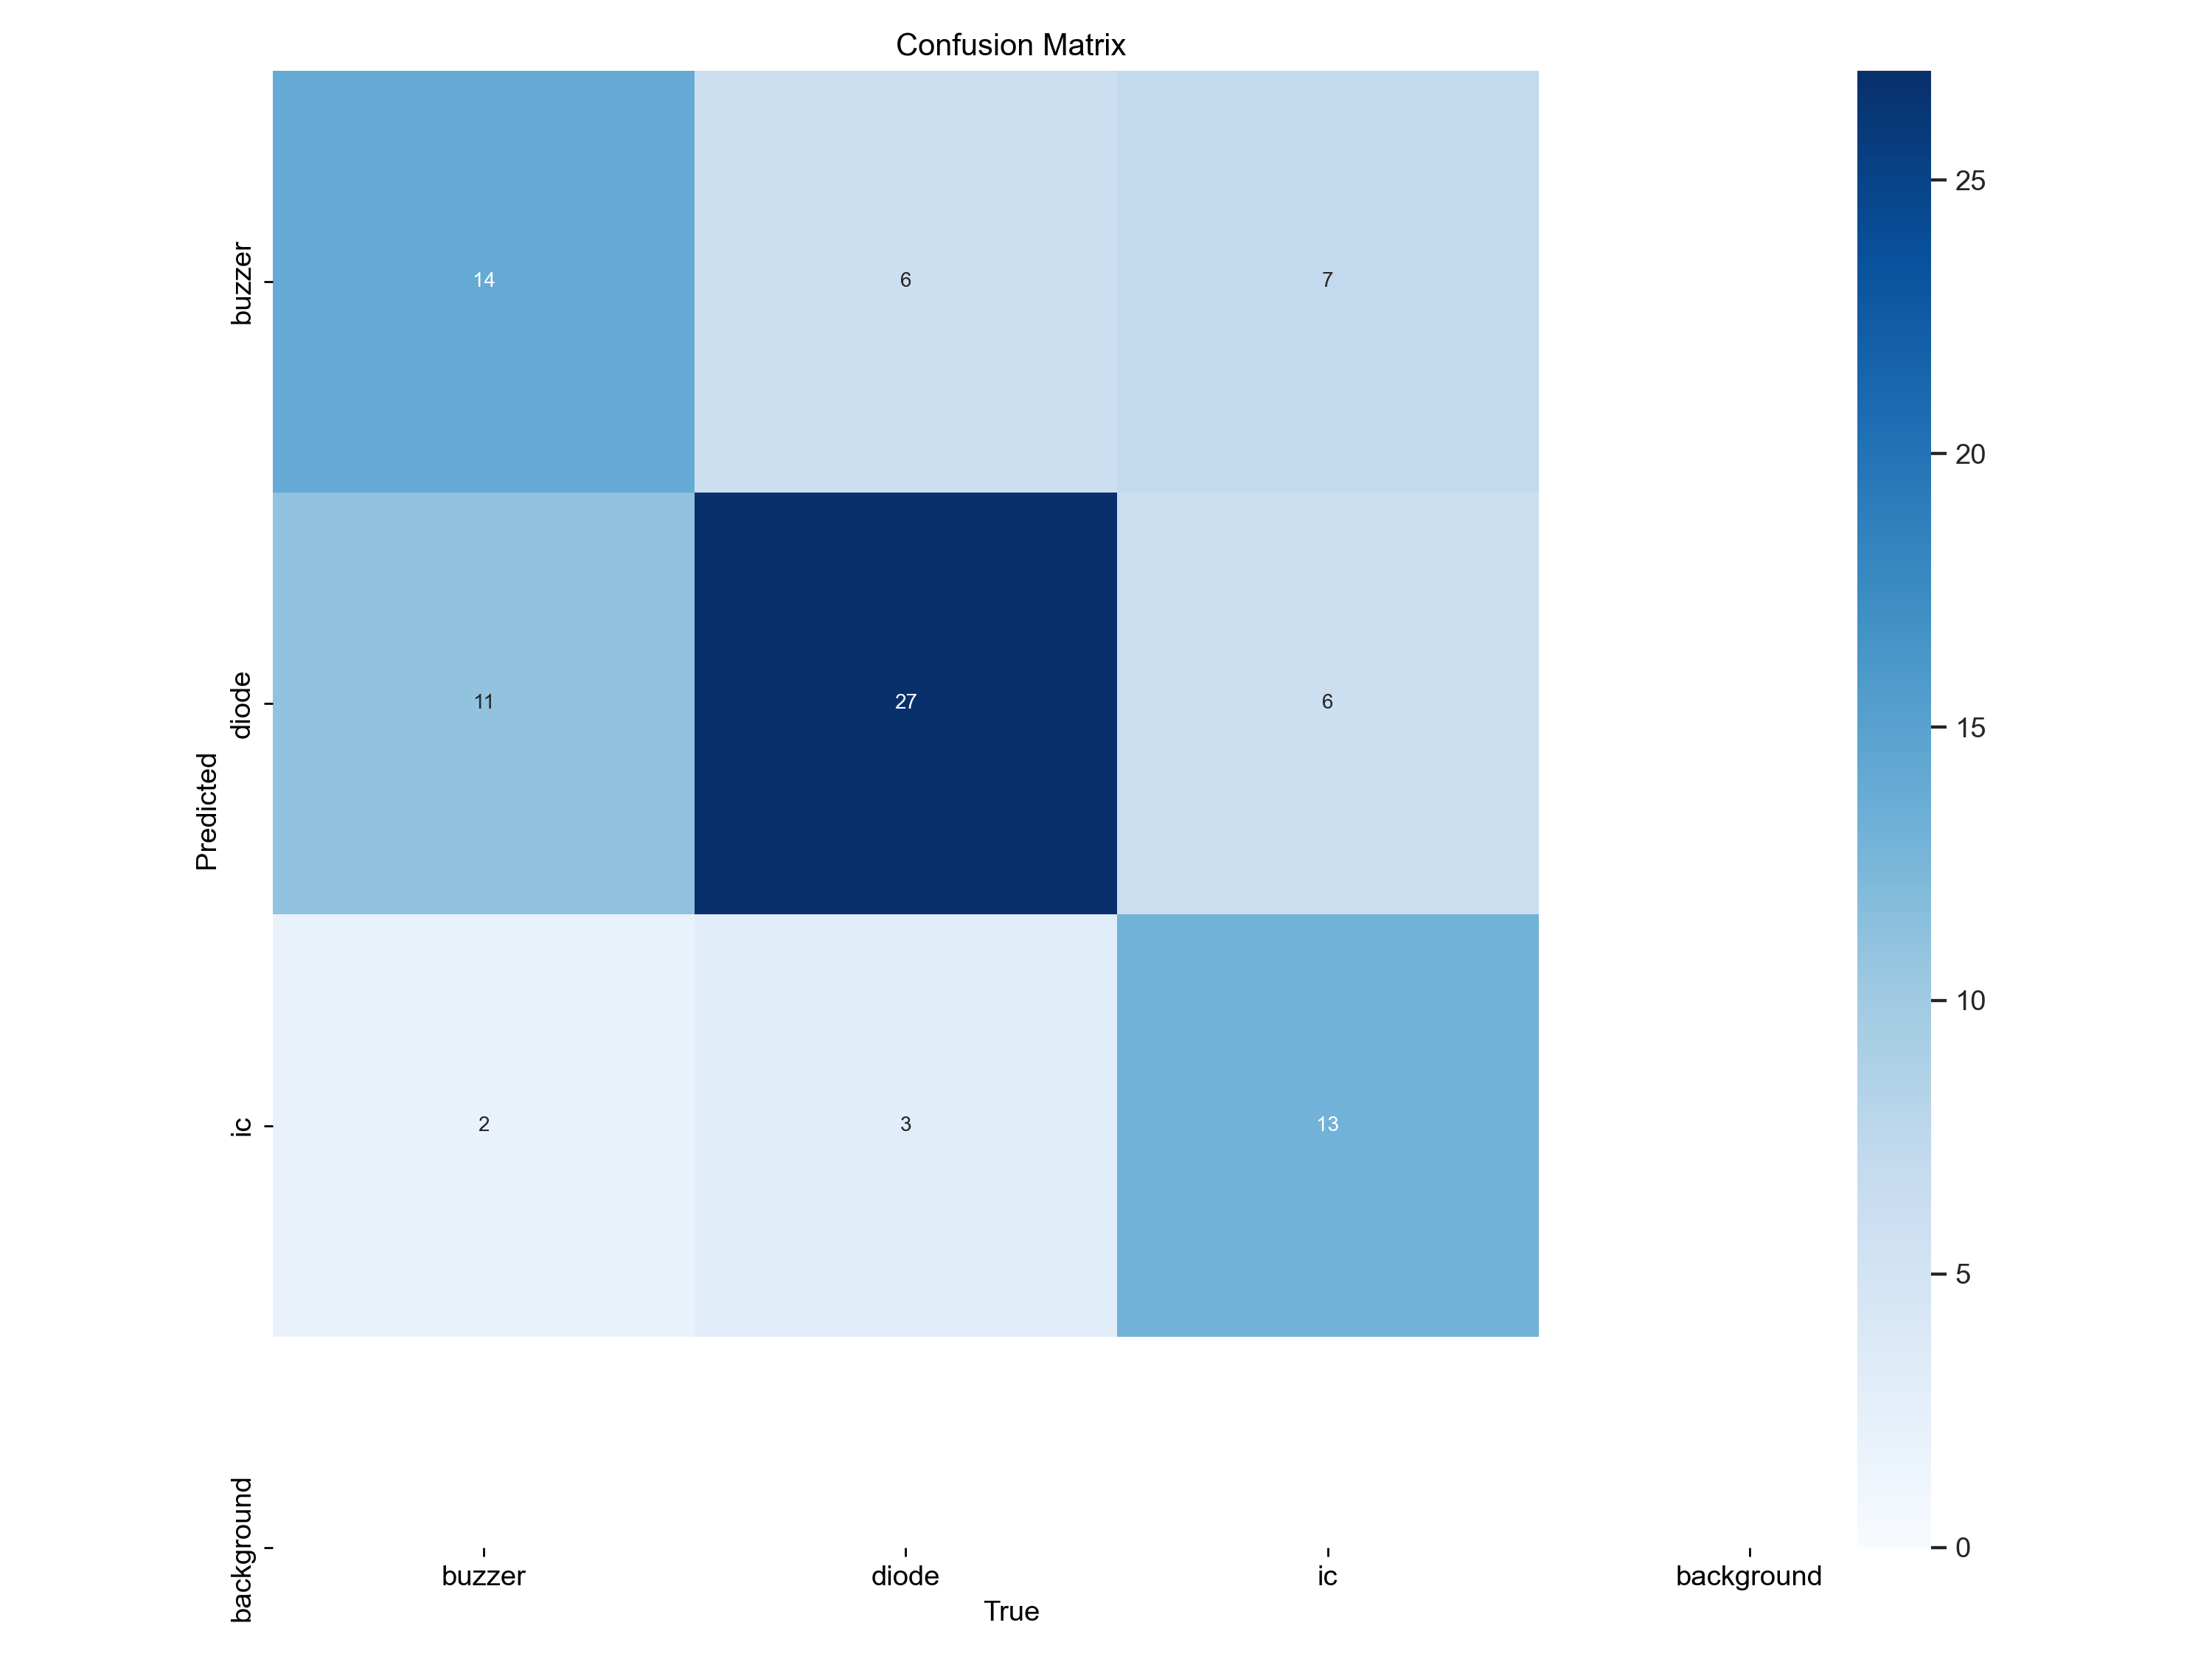 Confusion Matrix
buzzer
14
6
7
diode
11
27
6
ic
2
3
13
background
Predicted
buzzer
diode
ic
background
True
25
20
15
10
5
0